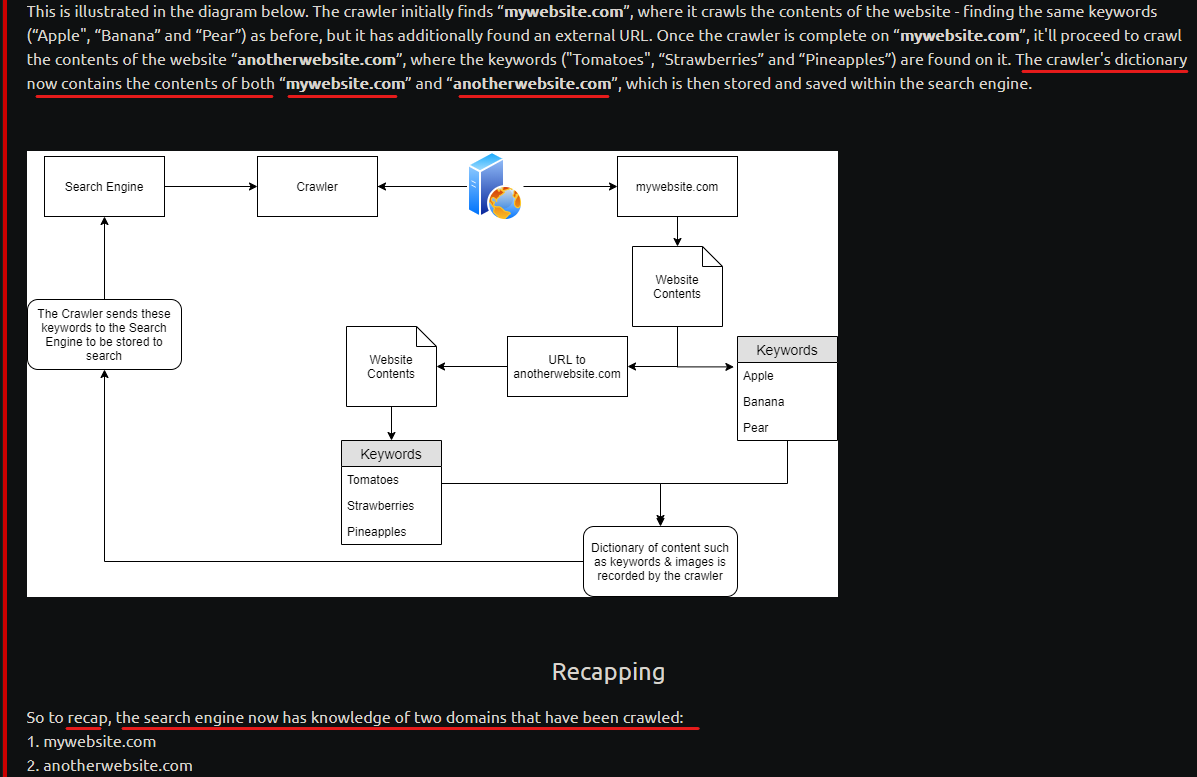 This is illustrated in the diagram below. The crawler initially finds “mywebsite.com”, where it crawls the contents of the website - finding the same keywords
(“Apple", “Banana” and “Pear”) as before, but it has additionally found an external URL. Once the crawler is complete on “mywebsite.com”, it'll proceed to crawl
the contents of the website “anotherwebsite.com”, where the keywords ("Tomatoes", “Strawberries” and “Pineapples”) are found on it. The crawler's dictionary
now contains the contents of both “mywebsite.com” and “anotherwebsite.com”, which is then stored and saved within the search engine.
Search Engine
Crawler
mywebsite.com
Website
Contents
The Crawler sends these
keywords to the Search
Engine to be stored to
search
Website
Contents
URL to
anotherwebsite.com
Keywords
Apple
Banana
Pear
Keywords
Tomatoes
Strawberries
Pineapples
Dictionary of content such
as keywords & images is
recorded by the crawler
Recapping
So to recap, the search engine now has knowledge of two domains that have been crawled:
1. mywebsite.com
2. anotherwebsite.com